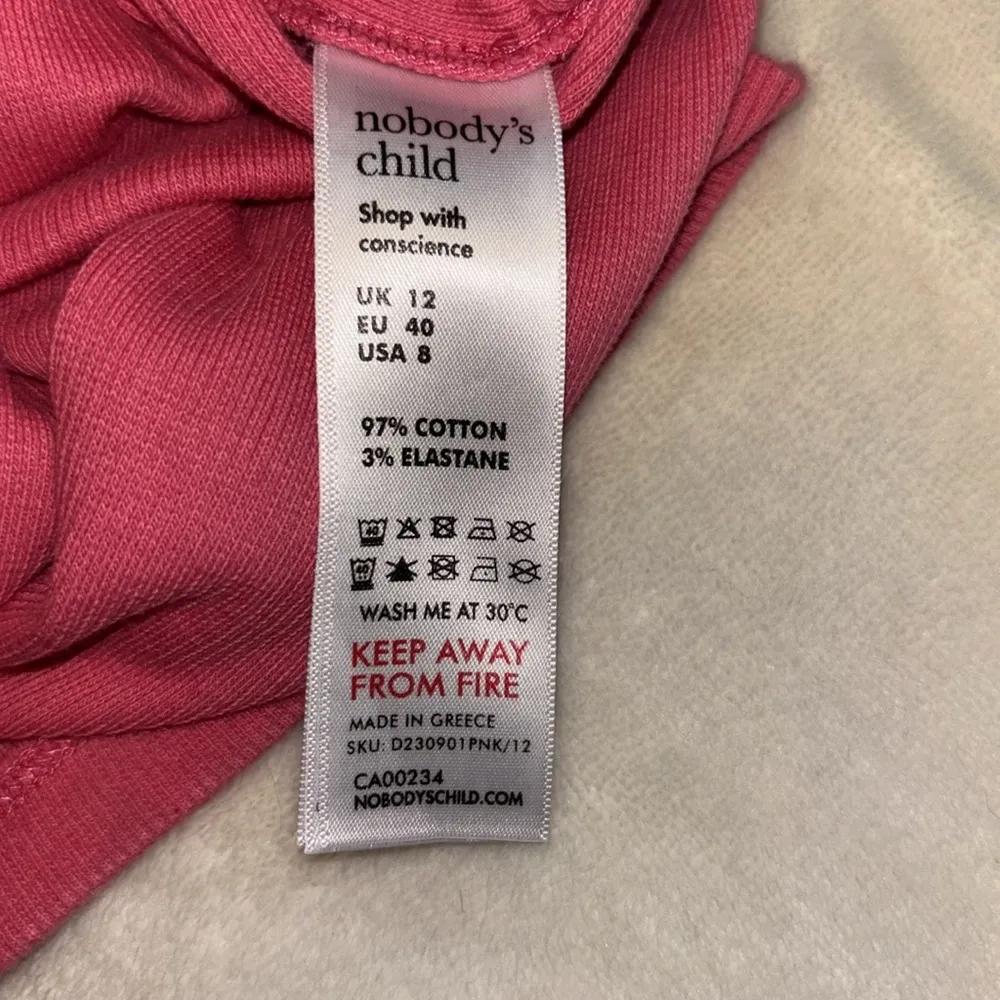 nobody's
child
Shop with
conscience
UK 12
EU 40
USA 8
97% COTTON
3% ELASTANE
WASH ME AT 30°C
KEEP AWAY
FROM FIRE
MADE IN GREECE
SKU: D230901PNK/12
CA00234
NOBODYSCHILD.COM